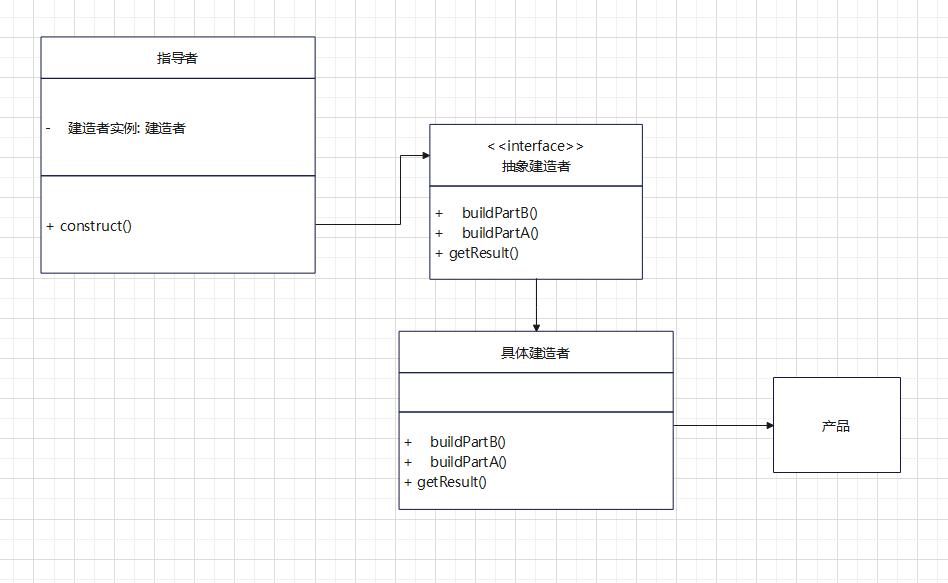 指导者
- 建造者实例: 建造者
+ construct()
< <interface>>
抽象建造者
+ buildPartB()
+ buildPartA()
+ getResult()
具体建造者
+ buildPartB()
+ buildPartA()
+ getResult()
产品